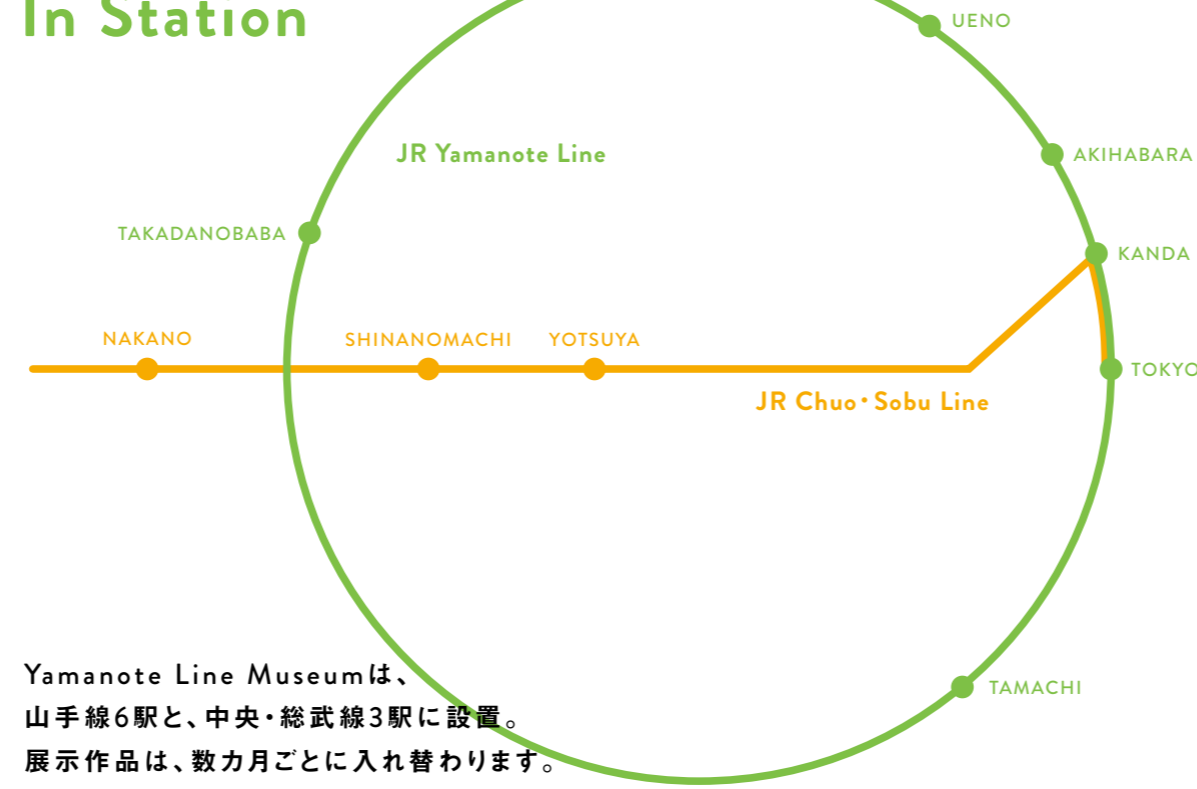 In Station
UENO
JR Yamanote Line
AKIHABARA
TAKADANOBABA
KANDA
NAKANO
SHINANOMACHI
YOTSUYA
TOKYO
JR Chuo・Sobu Line
TAMACHI
Yamanote Line Museumは、
山手線6駅と、中央・総武線3駅に設置。
展示作品は、数カ月ごとに入れ替わります。